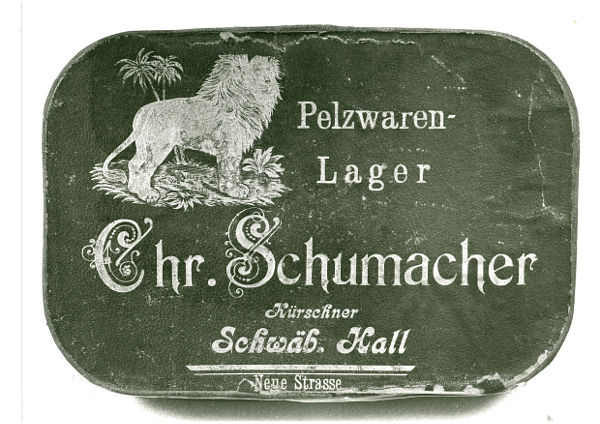 Pelzwaren-
Lager
Chr. Schumacher
Kürschner
Schwäb. Hall
Neue Strasse